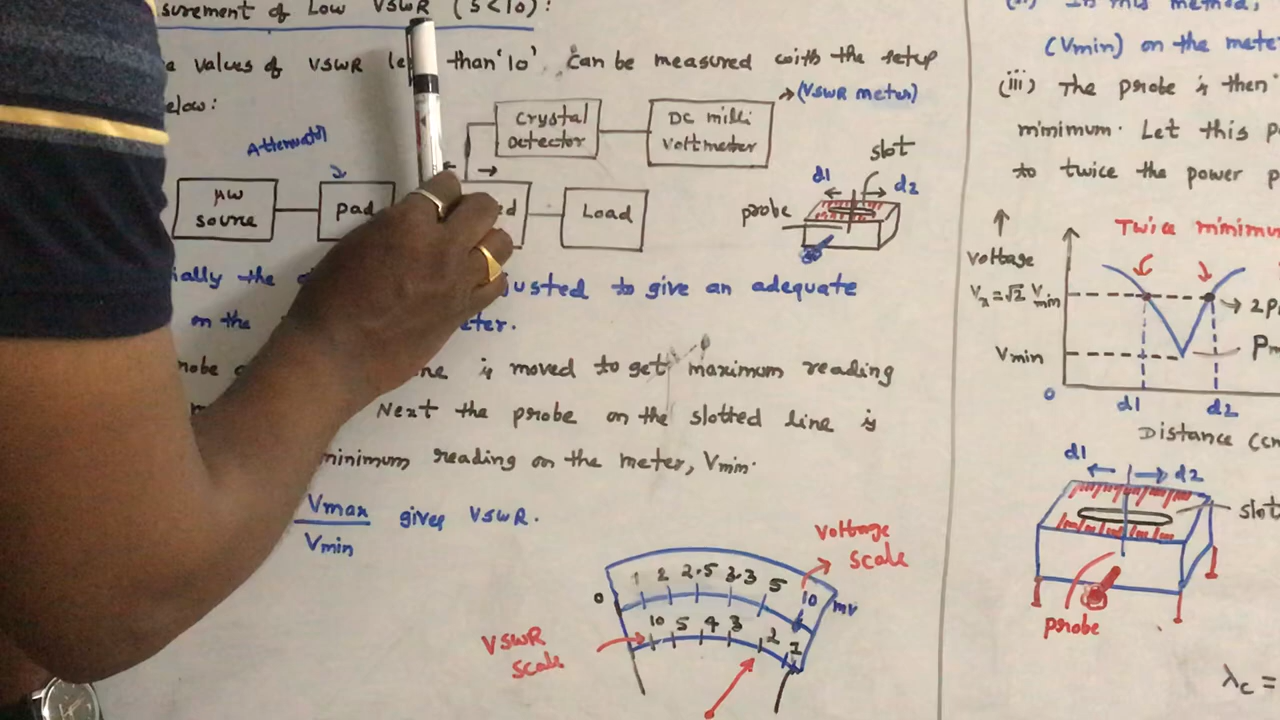 surement of Low VSWR (S<10):
values of VSWR than '10' can be measured with the setup
elow:
→(VSWR meter)
Crystal
Detector
DC milli
Voltmeter
Attenuator
μW
source
Pad
ed
Load
slot
d1
d2
probe
ially the justed to give an adequate
on the eter.
is moved to get maximum reading
Next the probe on the slotted line is
minimum reading on the meter, Vmin.
Vmax
Vmin
gives VSWR.
Voltage
scale
0 1 2 2.5 3.3 5 10 mv
VSWR
scale
10 5 4 3 2 1
(ii) In this method,
(Vmin) on the mete
(iii) The probe is then
minimum. Let this p
to twice the power p
Twice minimu
Voltage
Vx = √2 Vmin
2P
Vmin
Pm
0
d1
d2
Distance (cm
d1
d2
slot
probe
λc =